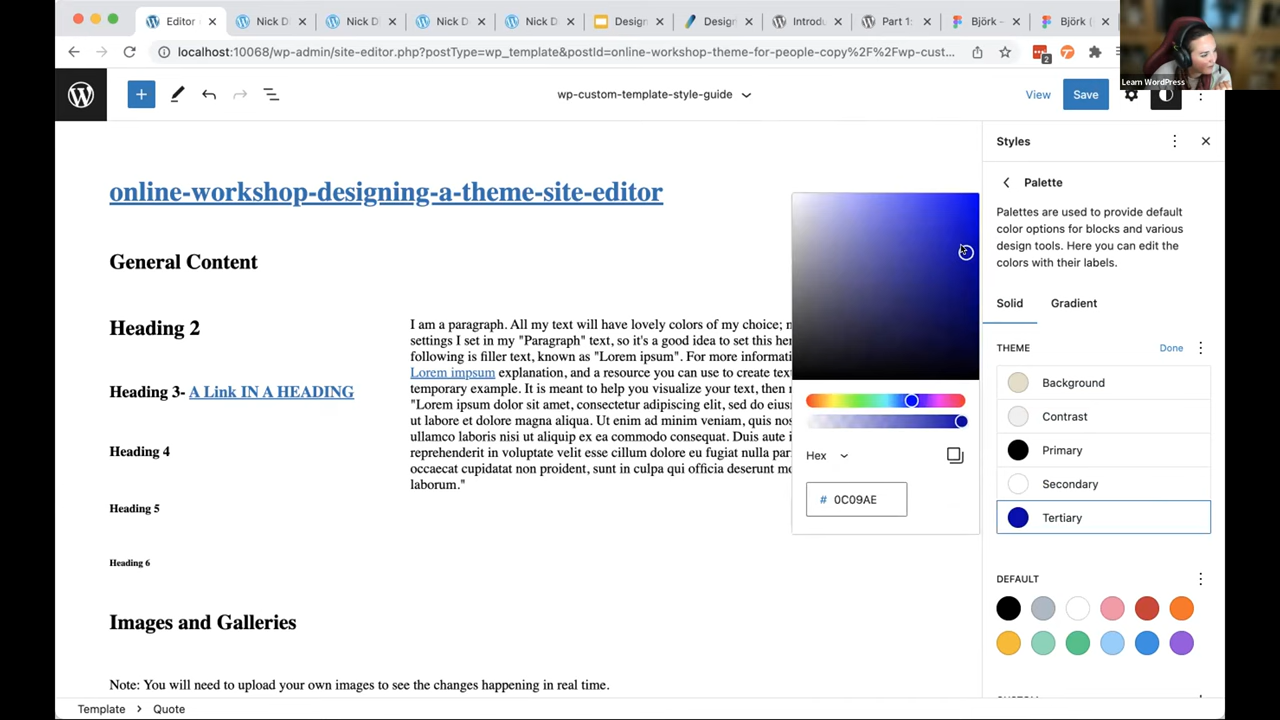 Editor
Nick D
Nick D
Nick D
Nick D
Design
Design
Introdu
Part 1:
Björk –
Björk (
localhost:10068/wp-admin/site-editor.php?postType=wp_template&postId=online-workshop-theme-for-people-copy%2F%2Fwp-cust...
2
Learn WordPress
wp-custom-template-style-guide
View
Save
online-workshop-designing-a-theme-site-editor
General Content
Heading 2
Heading 3- A Link IN A HEADING
Heading 4
Heading 5
Heading 6
I am a paragraph. All my text will have lovely colors of my choice; n
settings I set in my "Paragraph" text, so it's a good idea to set this her
following is filler text, known as "Lorem ipsum". For more informati
Lorem impsum explanation, and a resource you can use to create text
temporary example. It is meant to help you visualize your text, then r
"Lorem ipsum dolor sit amet, consectetur adipiscing elit, sed do eius
ut labore et dolore magna aliqua. Ut enim ad minim veniam, quis nos
ullamco laboris nisi ut aliquip ex ea commodo consequat. Duis aute i
reprehenderit in voluptate velit esse cillum dolore eu fugiat nulla pari
occaecat cupidatat non proident, sunt in culpa qui officia deserunt mo
laborum."
Images and Galleries
Note: You will need to upload your own images to see the changes happening in real time.
Hex
# 0C09AE
Styles
Palette
Palettes are used to provide default
color options for blocks and various
design tools. Here you can edit the
colors with their labels.
Solid
Gradient
THEME
Done
Background
Contrast
Primary
Secondary
Tertiary
DEFAULT
Template
Quote